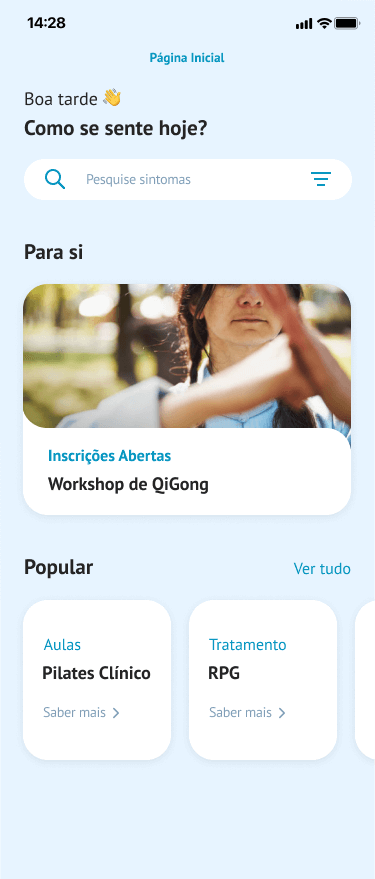 14:28
Página Inicial
Boa tarde 👋
Como se sente hoje?
Pesquise sintomas
Para si
Inscrições Abertas
Workshop de QiGong
Popular
Ver tudo
Aulas
Pilates Clínico
Saber mais
Tratamento
RPG
Saber mais